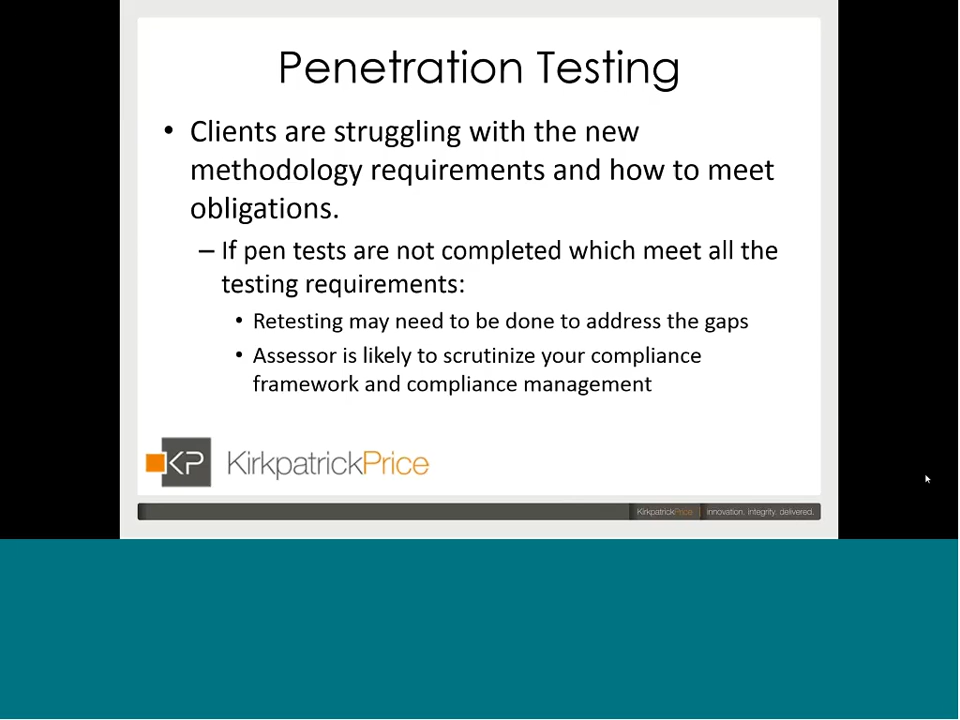 Penetration Testing
• Clients are struggling with the new
methodology requirements and how to meet
obligations.
– If pen tests are not completed which meet all the
testing requirements:
• Retesting may need to be done to address the gaps
• Assessor is likely to scrutinize your compliance
framework and compliance management
KP KirkpatrickPrice
KirkpatrickPrice innovation. integrity. delivered.